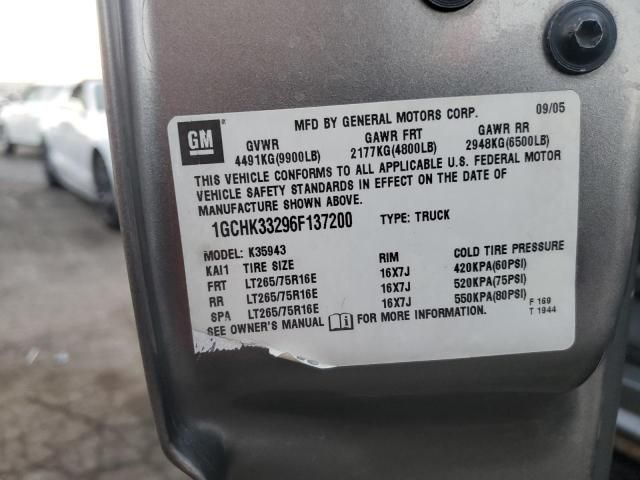 MFD BY GENERAL MOTORS CORP. 09/05
GM GVWR GAWR FRT GAWR RR
4491KG(9900LB) 2177KG(4800LB) 2948KG(6500LB)
THIS VEHICLE CONFORMS TO ALL APPLICABLE U.S. FEDERAL MOTOR
VEHICLE SAFETY STANDARDS IN EFFECT ON THE DATE OF
MANUFACTURE SHOWN ABOVE.
1GCHK33296F137200 TYPE: TRUCK
MODEL: K35943
KAI1 TIRE SIZE RIM COLD TIRE PRESSURE
FRT LT265/75R16E 16X7J 420KPA(60PSI)
RR LT265/75R16E 16X7J 520KPA(75PSI)
SPA LT265/75R16E 16X7J 550KPA(80PSI)
SEE OWNER'S MANUAL FOR MORE INFORMATION.
F 169
T 1944